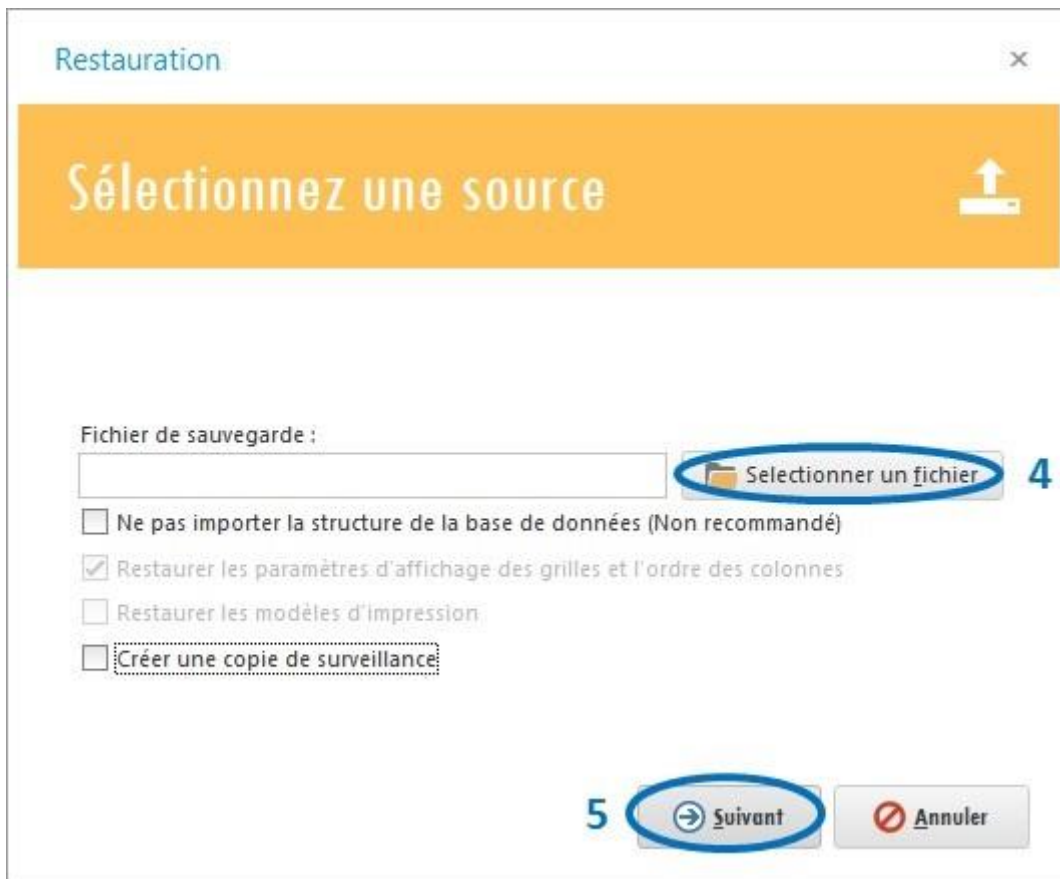 Restauration
Sélectionnez une source
Fichier de sauvegarde :
Selectionner un fichier 4
Ne pas importer la structure de la base de données (Non recommandé)
Restaurer les paramètres d'affichage des grilles et l'ordre des colonnes
Restaurer les modèles d'impression
Créer une copie de surveillance
5 Suivant Annuler